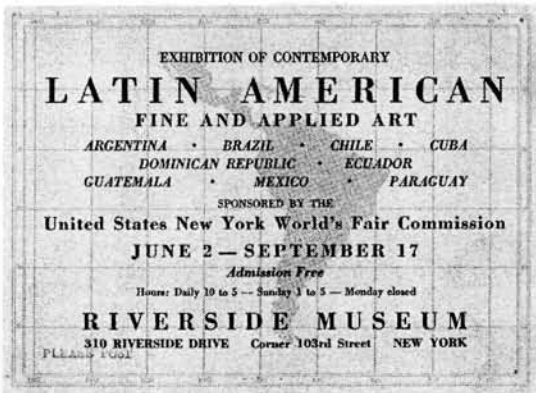 EXHIBITION OF CONTEMPORARY
LATIN AMERICAN
FINE AND APPLIED ART
ARGENTINA · BRAZIL · CHILE · CUBA
DOMINICAN REPUBLIC · ECUADOR
GUATEMALA · MEXICO · PARAGUAY
SPONSORED BY THE
United States New York World's Fair Commission
JUNE 2 — SEPTEMBER 17
Admission Free
Hours: Daily 10 to 5 — Sunday 1 to 5 — Monday closed
RIVERSIDE MUSEUM
310 RIVERSIDE DRIVE Corner 103rd Street NEW YORK
PLEASE POST